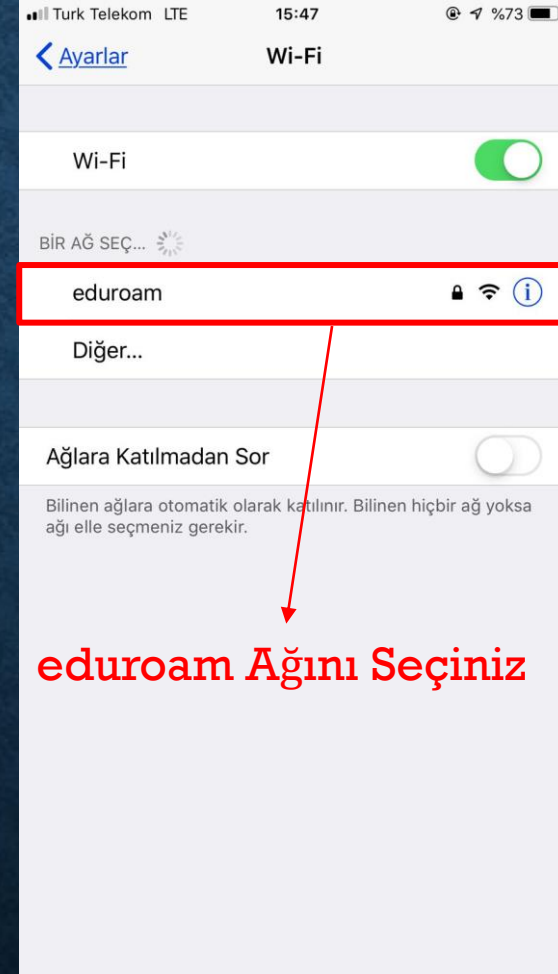 Turk Telekom LTE 15:47 %73
Ayarlar Wi-Fi
Wi-Fi
BİR AĞ SEÇ...
eduroam
Diğer...
Ağlara Katılmadan Sor
Bilinen ağlara otomatik olarak katılınır. Bilinen hiçbir ağ yoksa
ağı elle seçmeniz gerekir.
eduroam Ağını Seçiniz